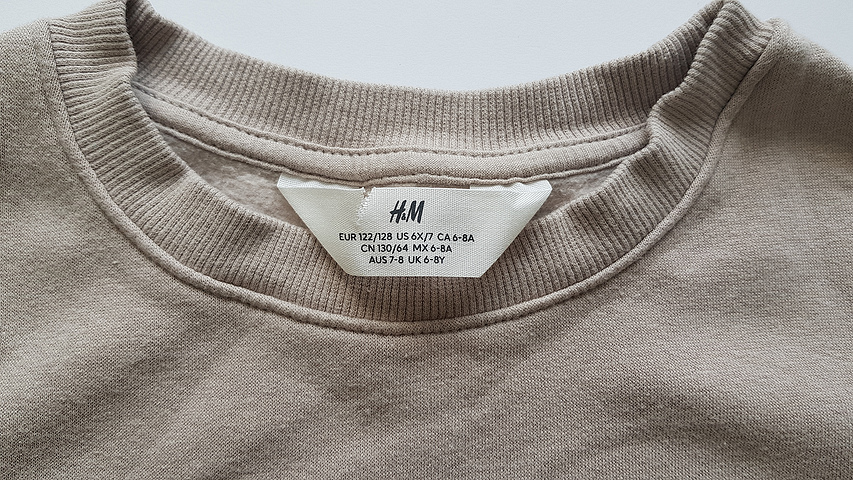 H&M
EUR 122/128 US 6X/7 CA 6-8A
CN 130/64 MX 6-8A
AUS 7-8 UK 6-8Y